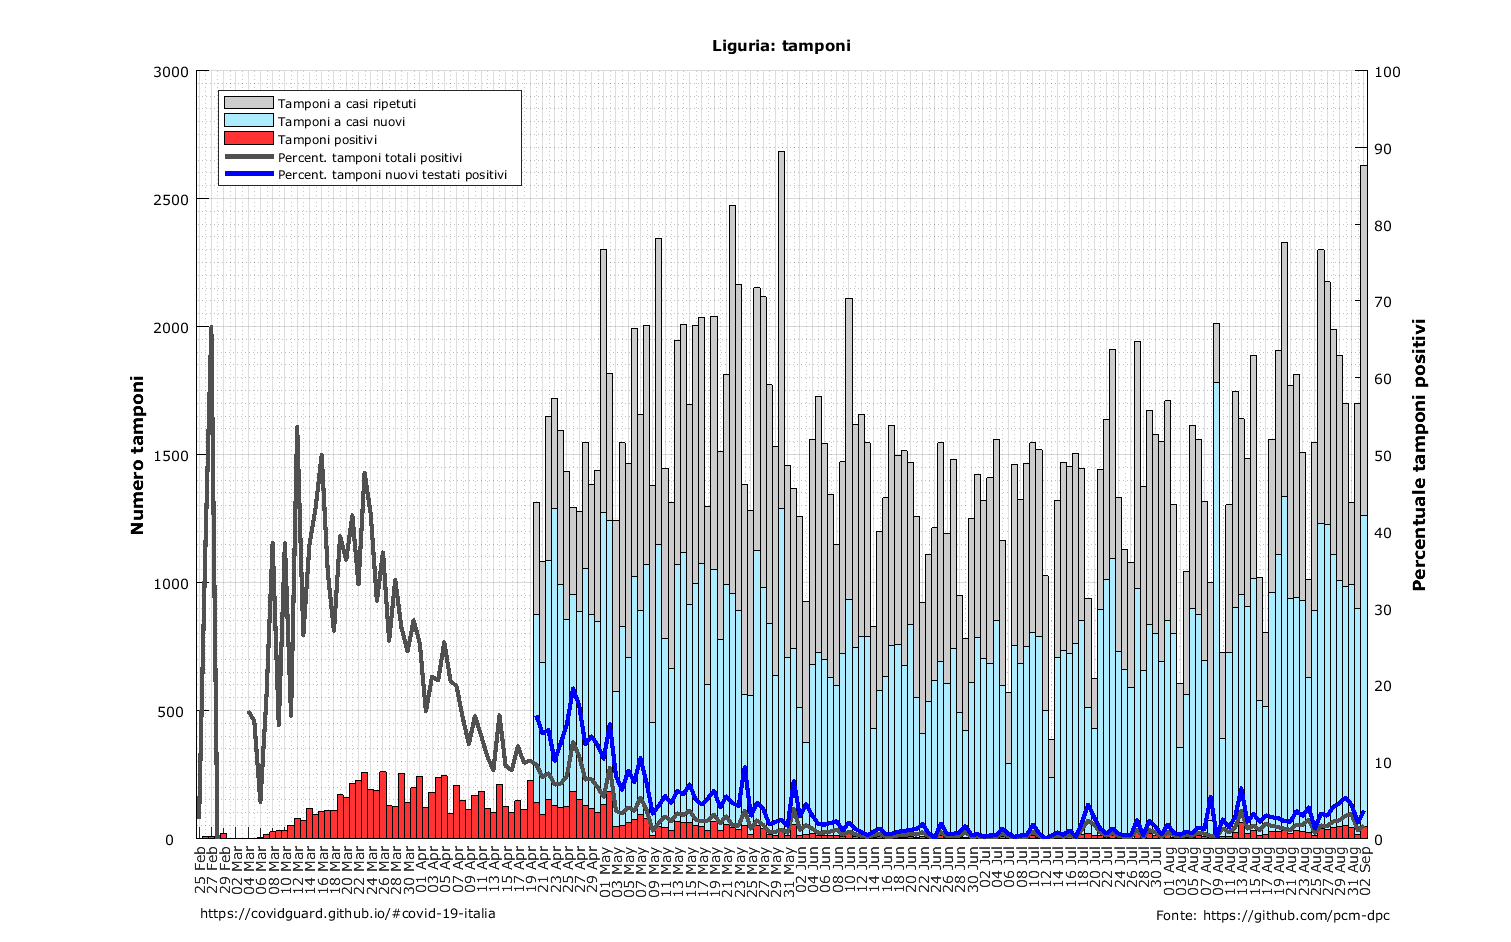 Liguria: tamponi
Tamponi a casi ripetuti
Tamponi a casi nuovi
Tamponi positivi
Percent. tamponi totali positivi
Percent. tamponi nuovi testati positivi
Numero tamponi
3000
2500
2000
1500
1000
500
0
Percentuale tamponi positivi
100
90
80
70
60
50
40
30
20
10
0
25 Feb
27 Feb
29 Feb
02 Mar
04 Mar
06 Mar
08 Mar
10 Mar
12 Mar
14 Mar
16 Mar
18 Mar
20 Mar
22 Mar
24 Mar
26 Mar
28 Mar
30 Mar
01 Apr
03 Apr
05 Apr
07 Apr
09 Apr
11 Apr
13 Apr
15 Apr
17 Apr
19 Apr
21 Apr
23 Apr
25 Apr
27 Apr
29 Apr
01 May
03 May
05 May
07 May
09 May
11 May
13 May
15 May
17 May
19 May
21 May
23 May
25 May
27 May
29 May
31 May
02 Jun
04 Jun
06 Jun
08 Jun
10 Jun
12 Jun
14 Jun
16 Jun
18 Jun
20 Jun
22 Jun
24 Jun
26 Jun
28 Jun
30 Jun
02 Jul
04 Jul
06 Jul
08 Jul
10 Jul
12 Jul
14 Jul
16 Jul
18 Jul
20 Jul
22 Jul
24 Jul
26 Jul
28 Jul
30 Jul
01 Aug
03 Aug
05 Aug
07 Aug
09 Aug
11 Aug
13 Aug
15 Aug
17 Aug
19 Aug
21 Aug
23 Aug
25 Aug
27 Aug
29 Aug
31 Aug
02 Sep
https://covidguard.github.io/#covid-19-italia
Fonte: https://github.com/pcm-dpc